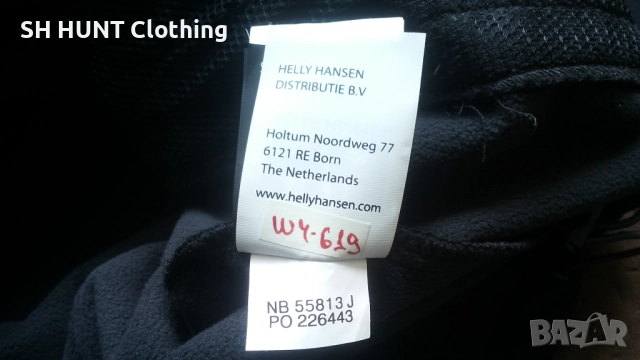 SH HUNT Clothing
HELLY HANSEN
DISTRIBUTIE B.V
Holtum Noordweg 77
6121 RE Born
The Netherlands
www.hellyhansen.com
W4-619
NB 55813 J
PO 226443
BAZAR